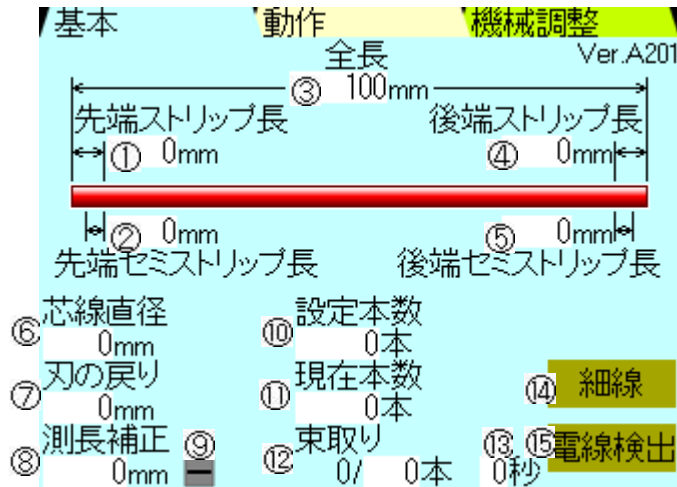 基本 動作 機械調整
全長 Ver.A201
③ 100mm
先端ストリップ長 後端ストリップ長
① 0mm ④ 0mm
② 0mm ⑤ 0mm
先端セミストリップ長 後端セミストリップ長
芯線直径 設定本数
⑥ 0mm ⑩ 0本
刃の戻り 現在本数
⑦ 0mm ⑪ 0本 ⑭ 細線
測長補正 ⑨ 束取り ⑬ ⑮ 電線検出
⑧ 0mm ー ⑫ 0/ 0本 0秒